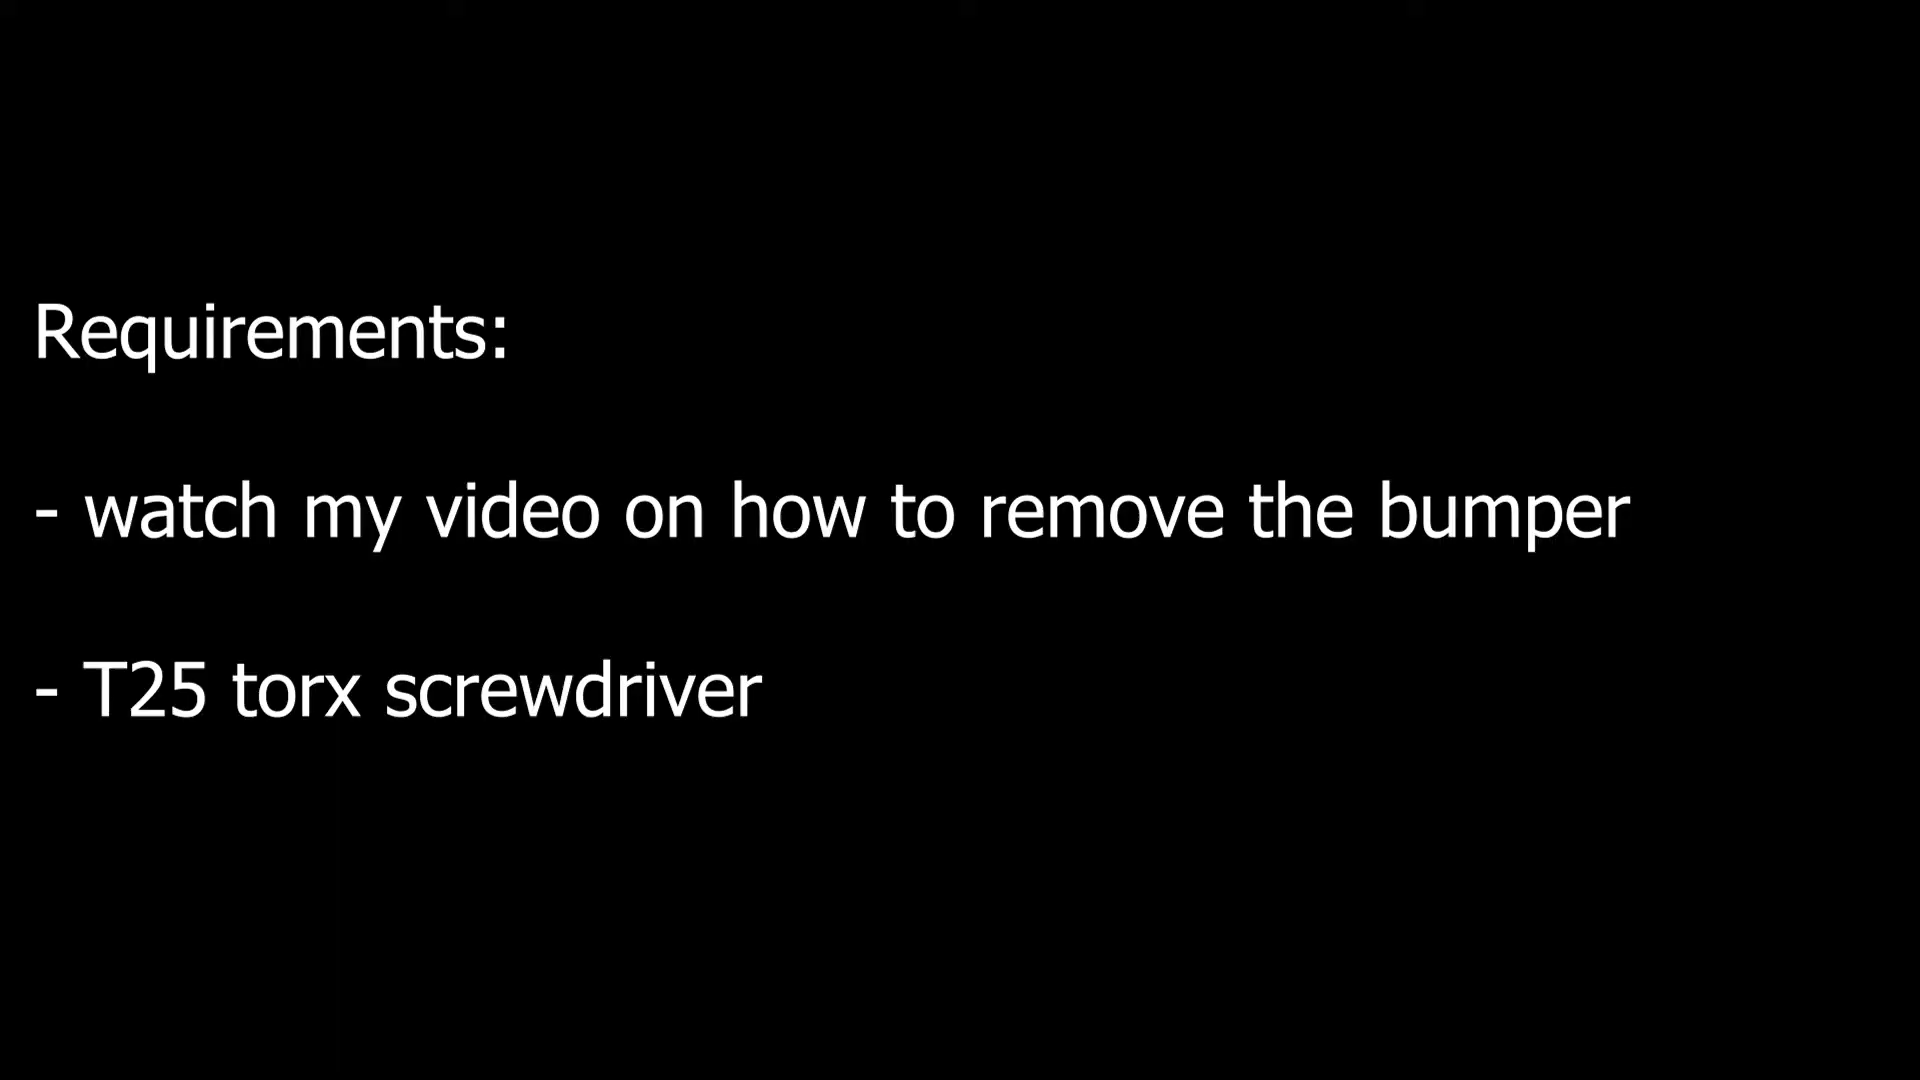 Requirements:
- watch my video on how to remove the bumper
- T25 torx screwdriver